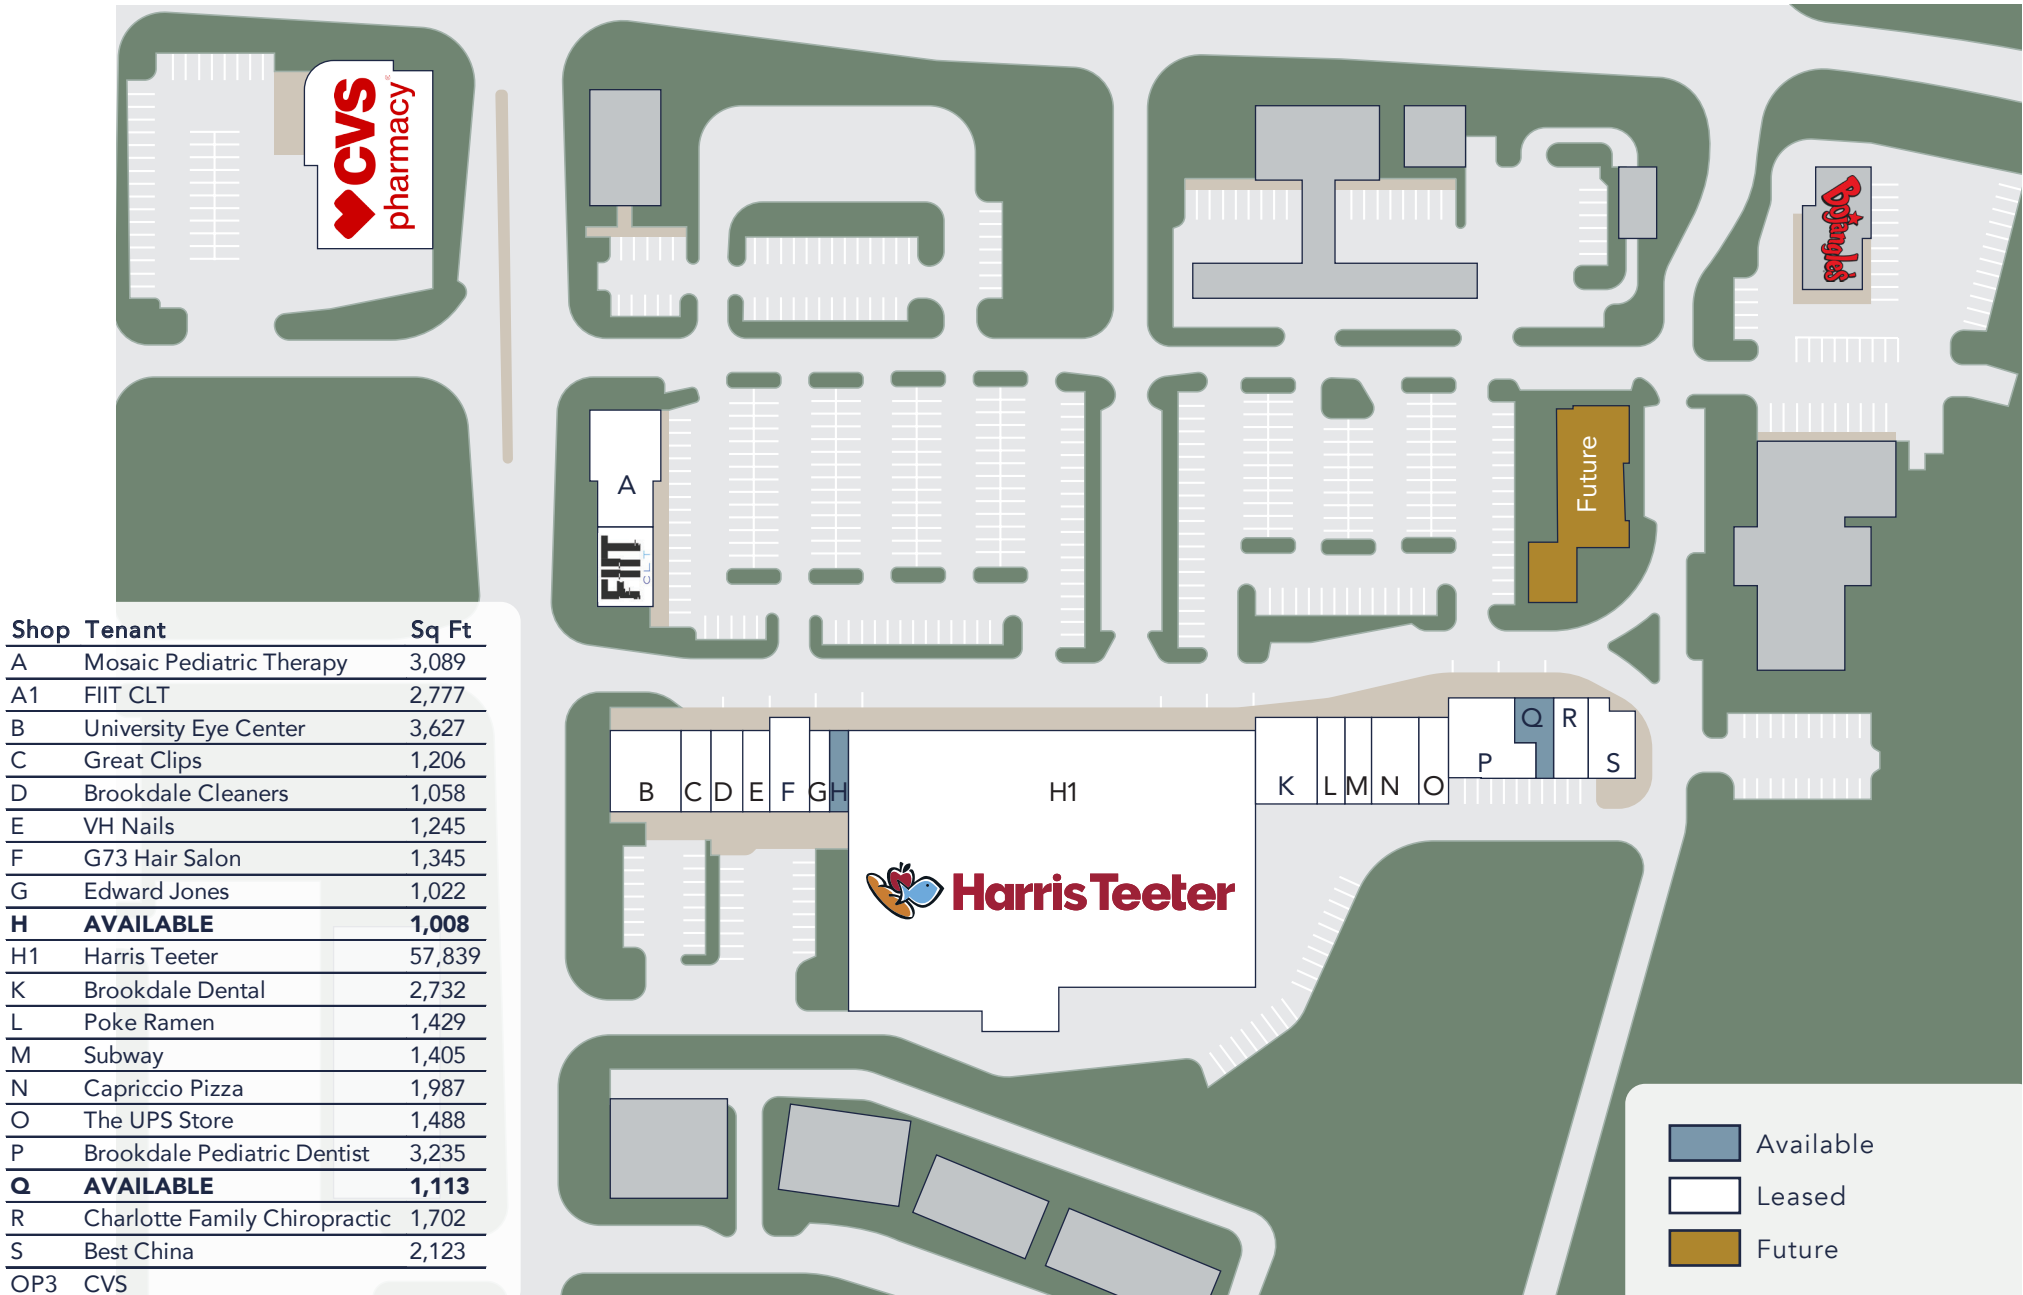 CVS
pharmacy
Bojangles
Future
A
FIIT
CLT
Shop Tenant Sq Ft
A Mosaic Pediatric Therapy 3,089
A1 FIIT CLT 2,777
B University Eye Center 3,627
C Great Clips 1,206
D Brookdale Cleaners 1,058
E VH Nails 1,245
F G73 Hair Salon 1,345
G Edward Jones 1,022
H AVAILABLE 1,008
H1 Harris Teeter 57,839
K Brookdale Dental 2,732
L Poke Ramen 1,429
M Subway 1,405
N Capriccio Pizza 1,987
O The UPS Store 1,488
P Brookdale Pediatric Dentist 3,235
Q AVAILABLE 1,113
R Charlotte Family Chiropractic 1,702
S Best China 2,123
OP3 CVS
Q R
P S
B C D E F G H H1 K L M N O
Harris Teeter
Available
Leased
Future